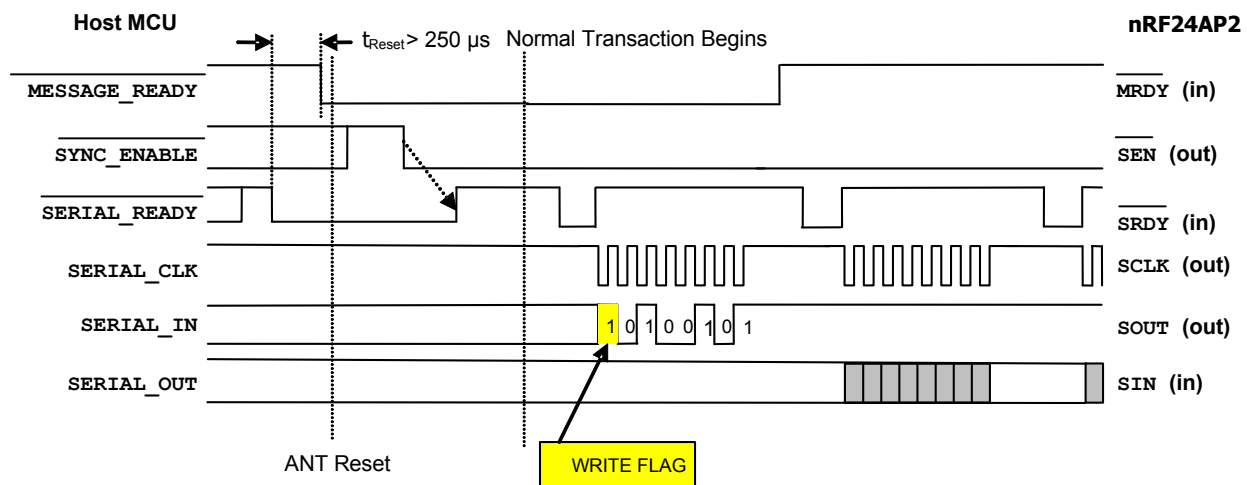 Host MCU
nRF24AP2
tReset> 250 µs Normal Transaction Begins
MESSAGE_READY
MRDY (in)
SYNC_ENABLE
SEN (out)
SERIAL_READY
SRDY (in)
SERIAL_CLK
SCLK (out)
SERIAL_IN
1 0 1 0 0 1 0 1
SOUT (out)
SERIAL_OUT
SIN (in)
ANT Reset
WRITE FLAG